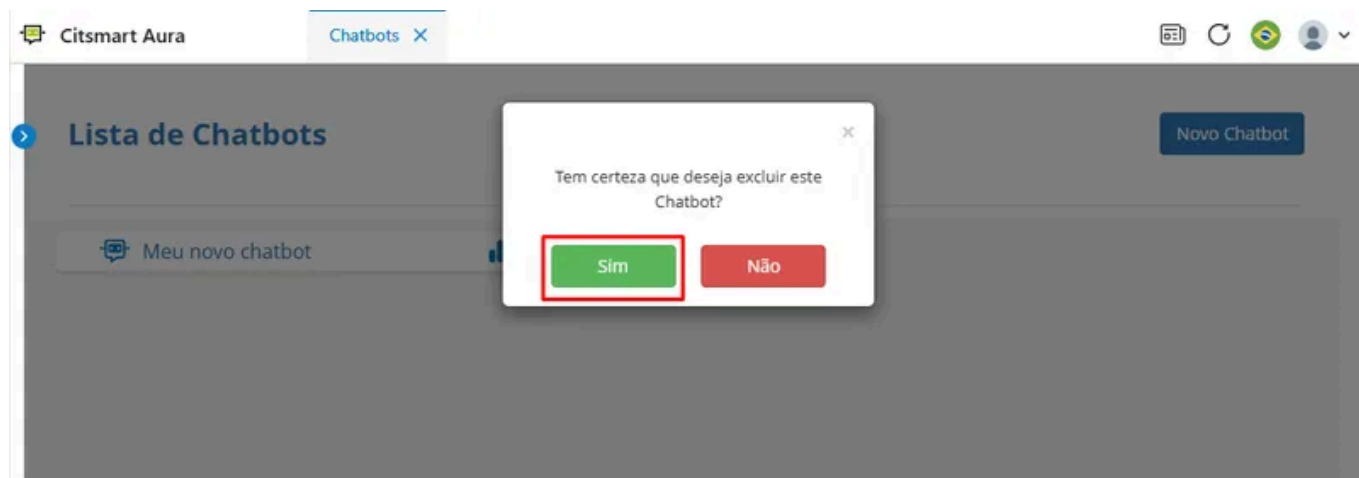 Citsmart Aura
Chatbots
Lista de Chatbots
Novo Chatbot
Tem certeza que deseja excluir este
Chatbot?
Meu novo chatbot
Sim
Não